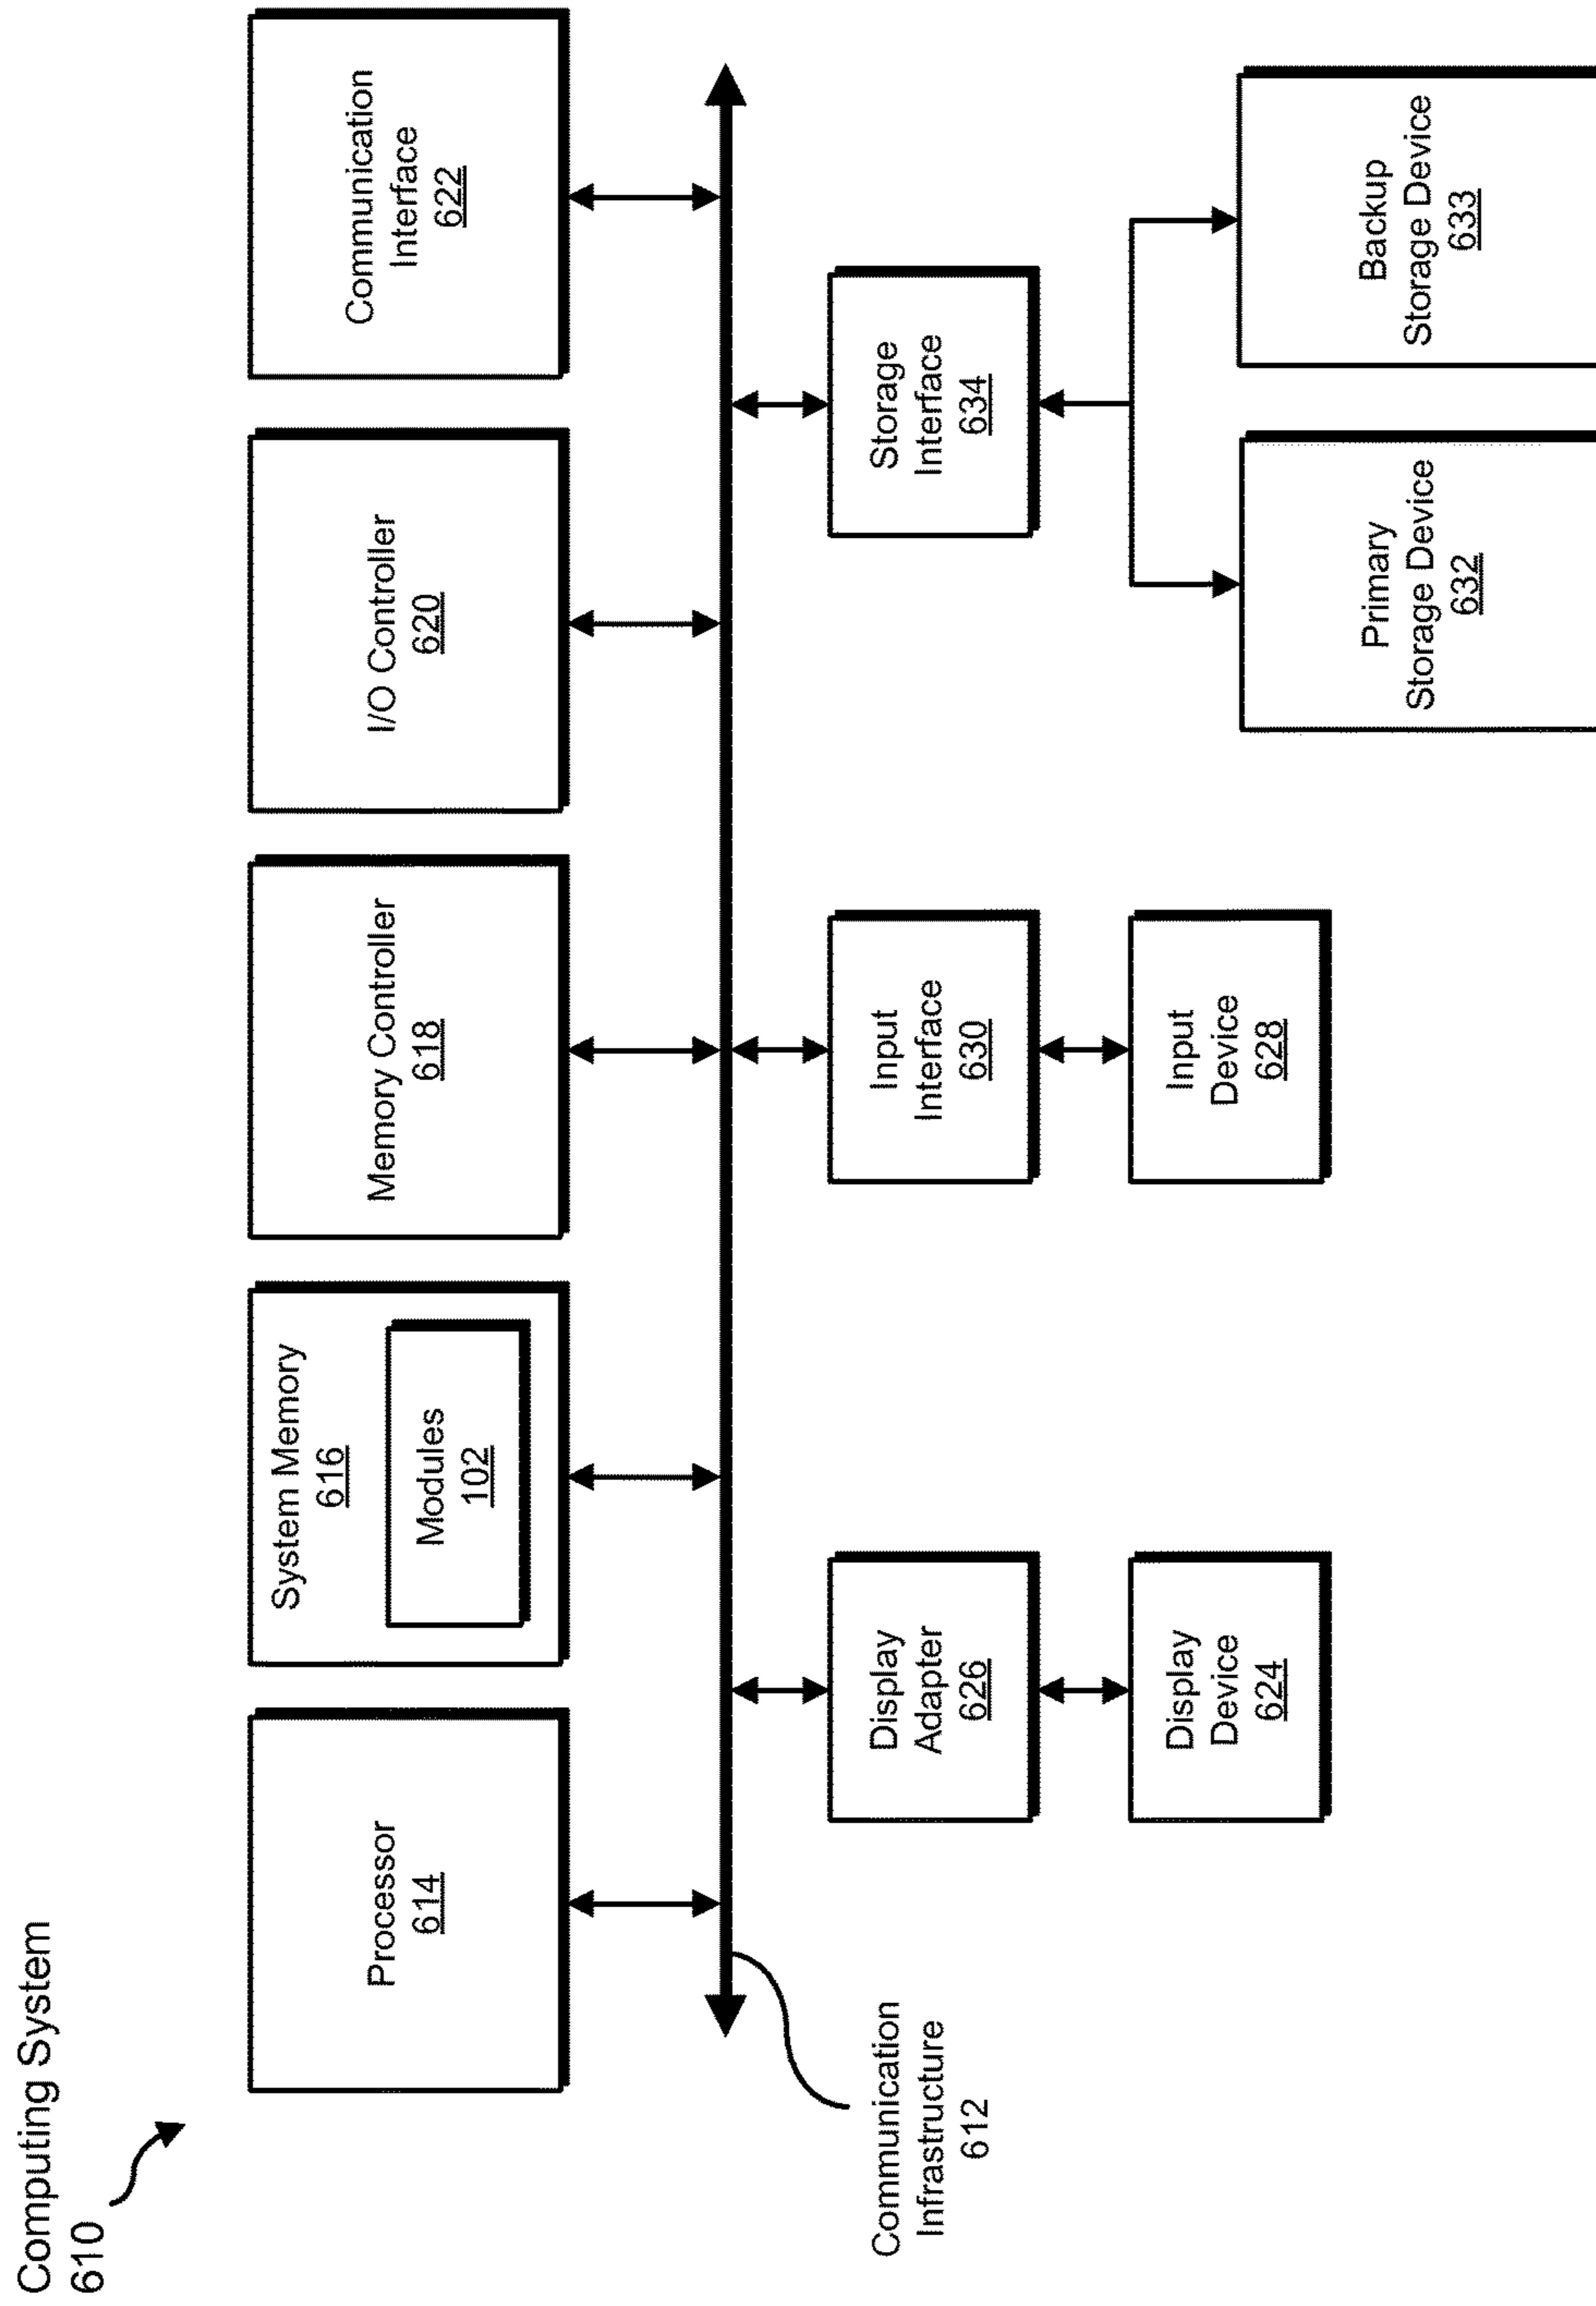 Computing System
610
Processor
614
System Memory
616
Modules
102
Memory Controller
618
I/O Controller
620
Communication
Interface
622
Communication
Infrastructure
612
Display
Adapter
626
Input
Interface
630
Storage
Interface
634
Display
Device
624
Input
Device
628
Primary
Storage Device
632
Backup
Storage Device
633